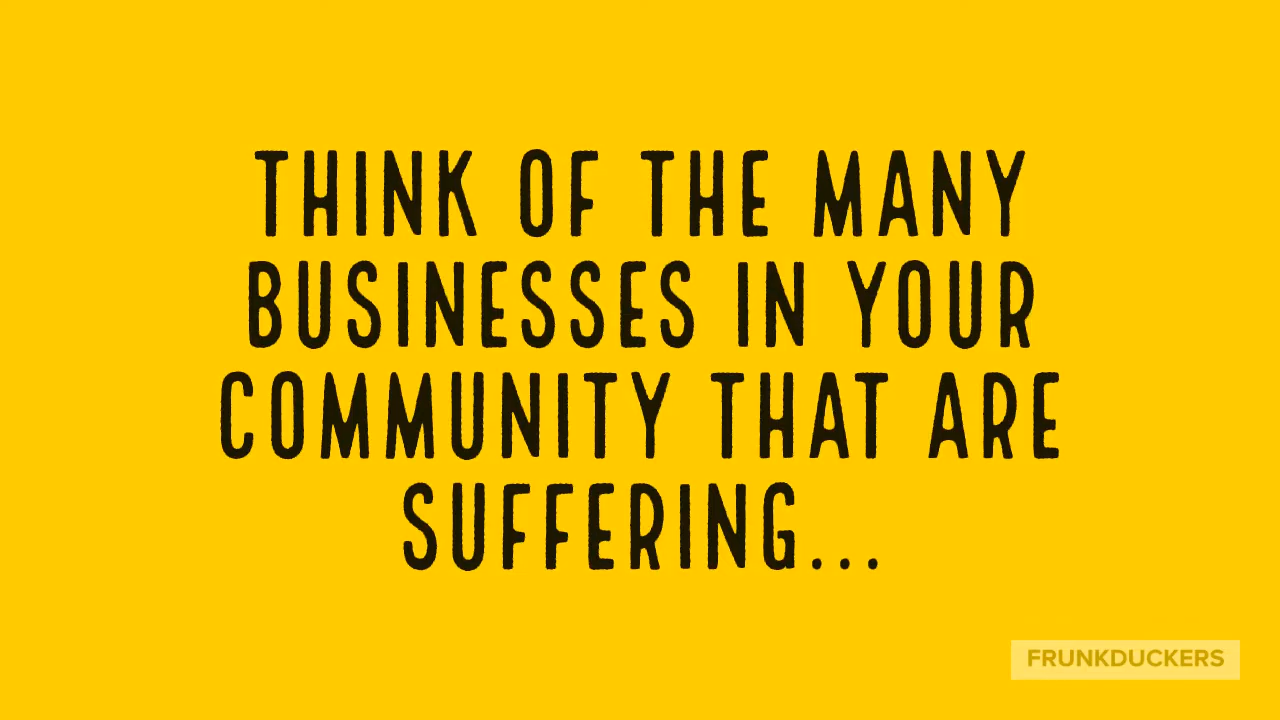 THINK OF THE MANY
BUSINESSES IN YOUR
COMMUNITY THAT ARE
SUFFERING...
FRUNKDUCKERS